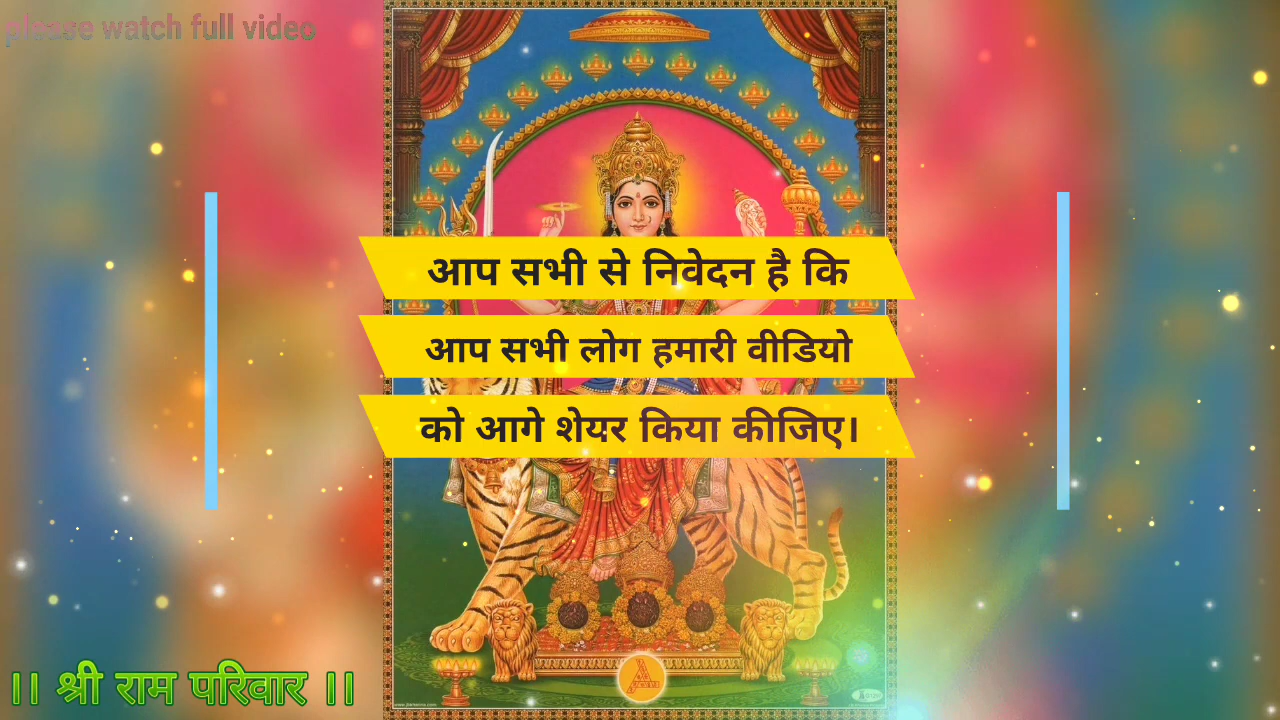 please watch full video
आप सभी से निवेदन है कि
आप सभी लोग हमारी वीडियो
को आगे शेयर किया कीजिए।
।। श्री राम परिवार ।।